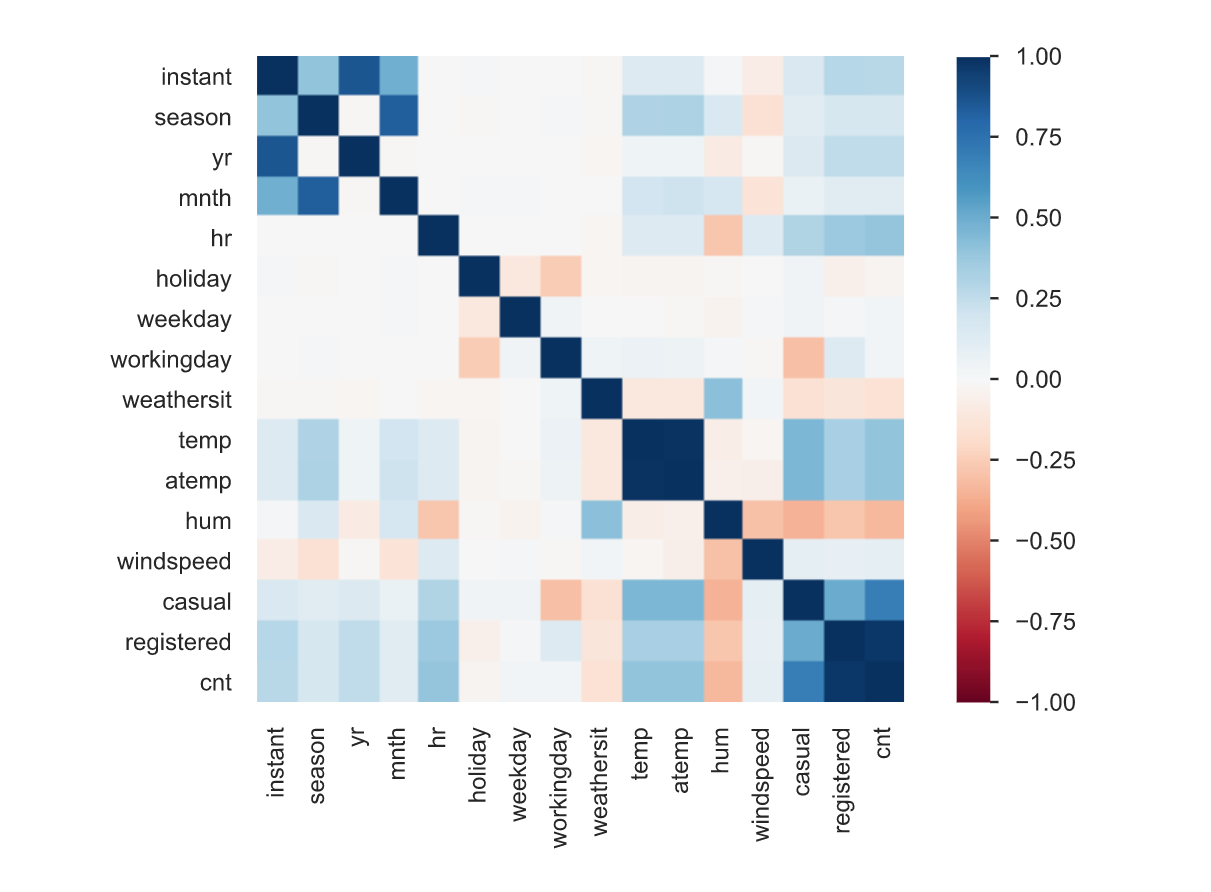 instant
season
yr
mnth
hr
holiday
weekday
workingday
weathersit
temp
atemp
hum
windspeed
casual
registered
cnt
instant
season
yr
mnth
hr
holiday
weekday
workingday
weathersit
temp
atemp
hum
windspeed
casual
registered
cnt
1.00
0.75
0.50
0.25
0.00
−0.25
−0.50
−0.75
−1.00